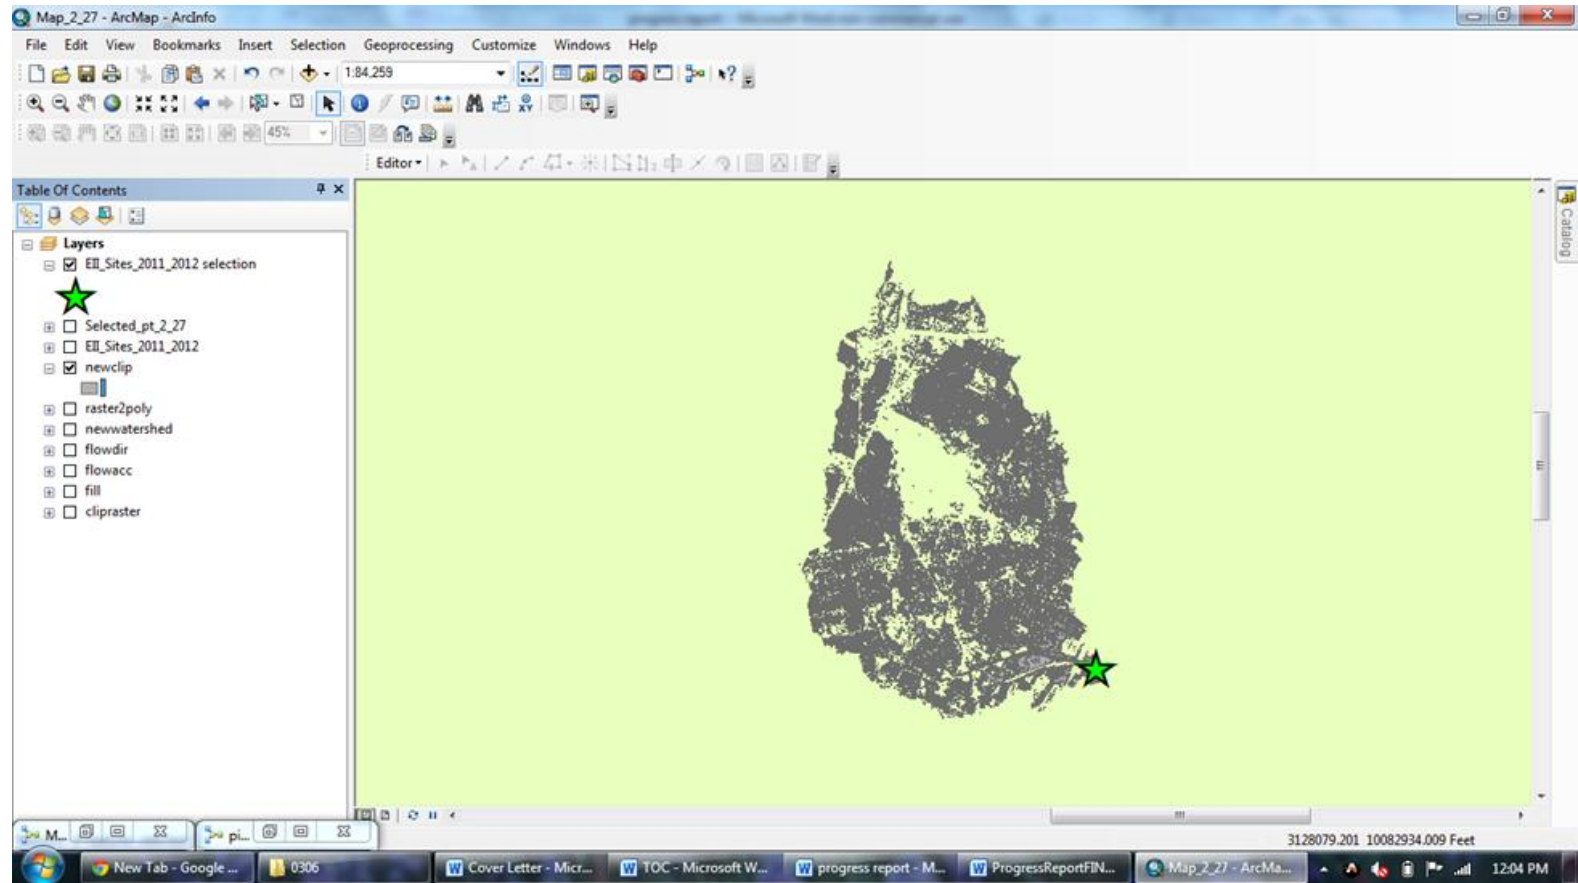 Map_2_27 - ArcMap - ArcInfo
File Edit View Bookmarks Insert Selection Geoprocessing Customize Windows Help
1:84,259
45%
Editor
Table Of Contents
Layers
EII_Sites_2011_2012 selection
Selected_pt_2_27
EII_Sites_2011_2012
newclip
raster2poly
newwatershed
flowdir
flowacc
fill
clipraster
Catalog
M... pi...
3128079.201 10082934.009 Feet
New Tab - Google ... 0306 Cover Letter - Micr... TOC - Microsoft W... progress report - M... ProgressReportFIN... Map_2_27 - ArcMa... 12:04 PM